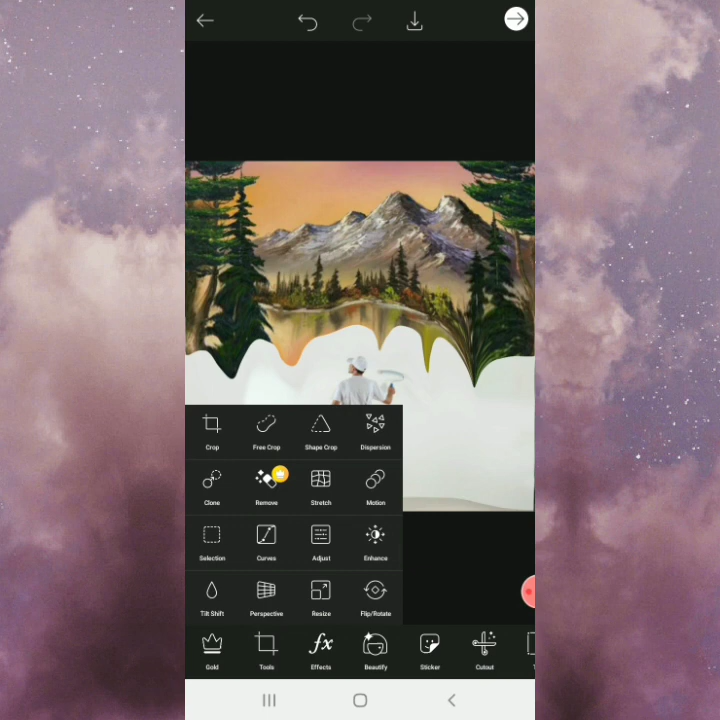 Crop Free Crop Shape Crop Dispersion
Clone Remove Stretch Motion
Selection Curves Adjust Enhance
Tilt Shift Perspective Resize Flip/Rotate
Gold Tools Effects Beautify Sticker Cutout